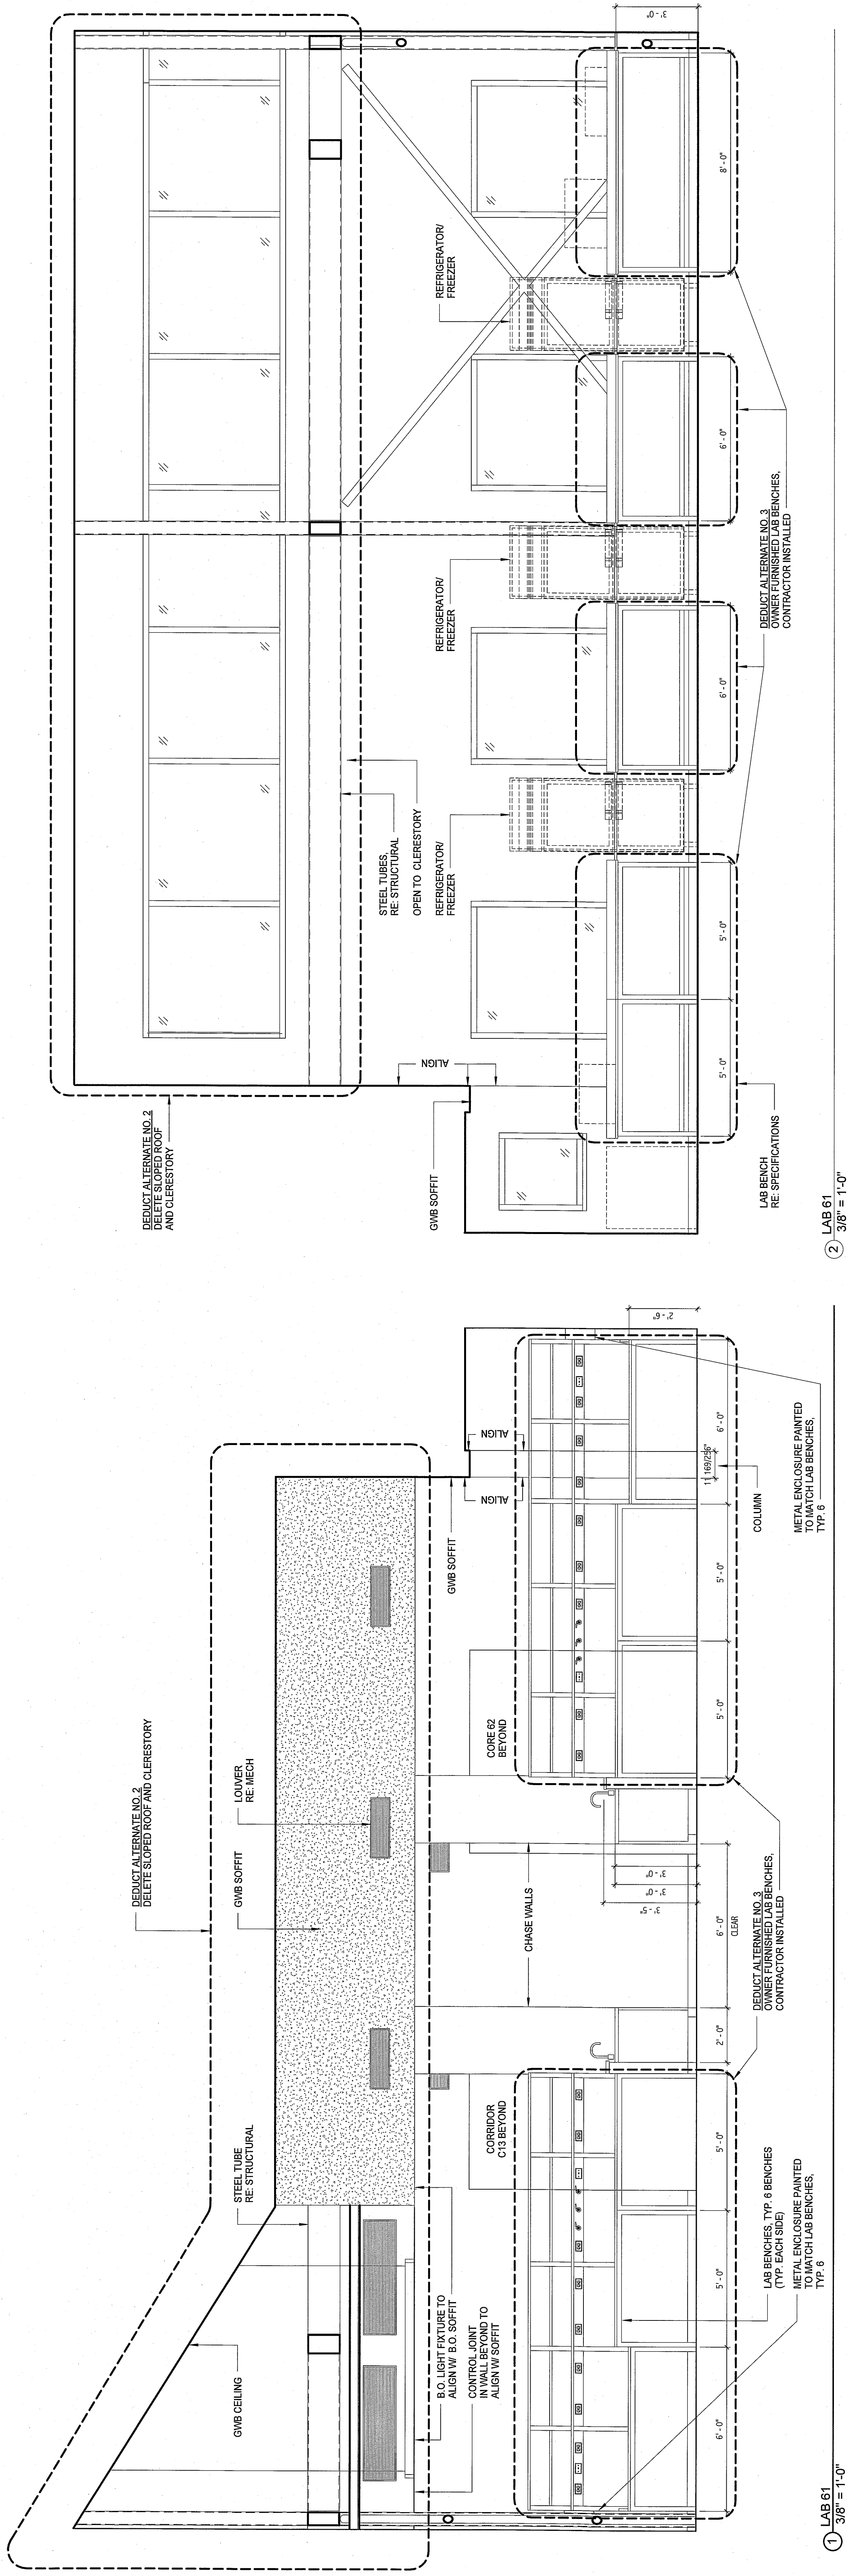 DEDUCT ALTERNATE NO. 2
DELETE SLOPED ROOF AND CLERESTORY
GWB CEILING
STEEL TUBE
RE: STRUCTURAL
GWB SOFFIT
LOUVER
RE: MECH
B.O. LIGHT FIXTURE TO
ALIGN W/ B.O. SOFFIT
CONTROL JOINT
IN WALL BEYOND TO
ALIGN W/ SOFFIT
CORRIDOR
C13 BEYOND
CHASE WALLS
CORE 62
BEYOND
GWB SOFFIT
ALIGN
ALIGN
3' - 5"
3' - 0"
3' - 0"
2' - 6"
6' - 0"
5' - 0"
5' - 0"
2' - 0"
6' - 0"
CLEAR
5' - 0"
5' - 0"
11 169/256"
6' - 0"
LAB BENCHES, TYP. 6 BENCHES
(TYP. EACH SIDE)
METAL ENCLOSURE PAINTED
TO MATCH LAB BENCHES,
TYP. 6
DEDUCT ALTERNATE NO. 3
OWNER FURNISHED LAB BENCHES,
CONTRACTOR INSTALLED
COLUMN
METAL ENCLOSURE PAINTED
TO MATCH LAB BENCHES,
TYP. 6
1
LAB 61
3/8" = 1'-0"
DEDUCT ALTERNATE NO. 2
DELETE SLOPED ROOF
AND CLERESTORY
GWB SOFFIT
ALIGN
STEEL TUBES,
RE: STRUCTURAL
OPEN TO CLERESTORY
REFRIGERATOR/
FREEZER
REFRIGERATOR/
FREEZER
REFRIGERATOR/
FREEZER
3' - 0"
5' - 0"
5' - 0"
6' - 0"
6' - 0"
8' - 0"
LAB BENCH
RE: SPECIFICATIONS
DEDUCT ALTERNATE NO. 3
OWNER FURNISHED LAB BENCHES,
CONTRACTOR INSTALLED
2
LAB 61
3/8" = 1'-0"